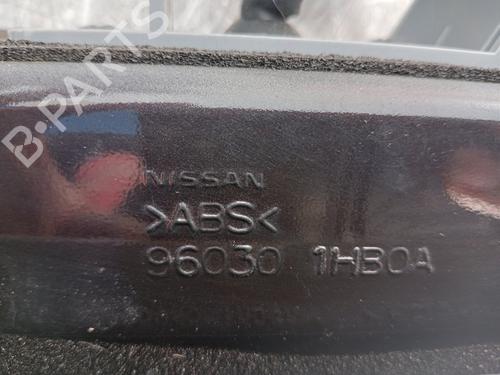 B-PARTS
NISSAN
>ABS<
96030 1HB0A